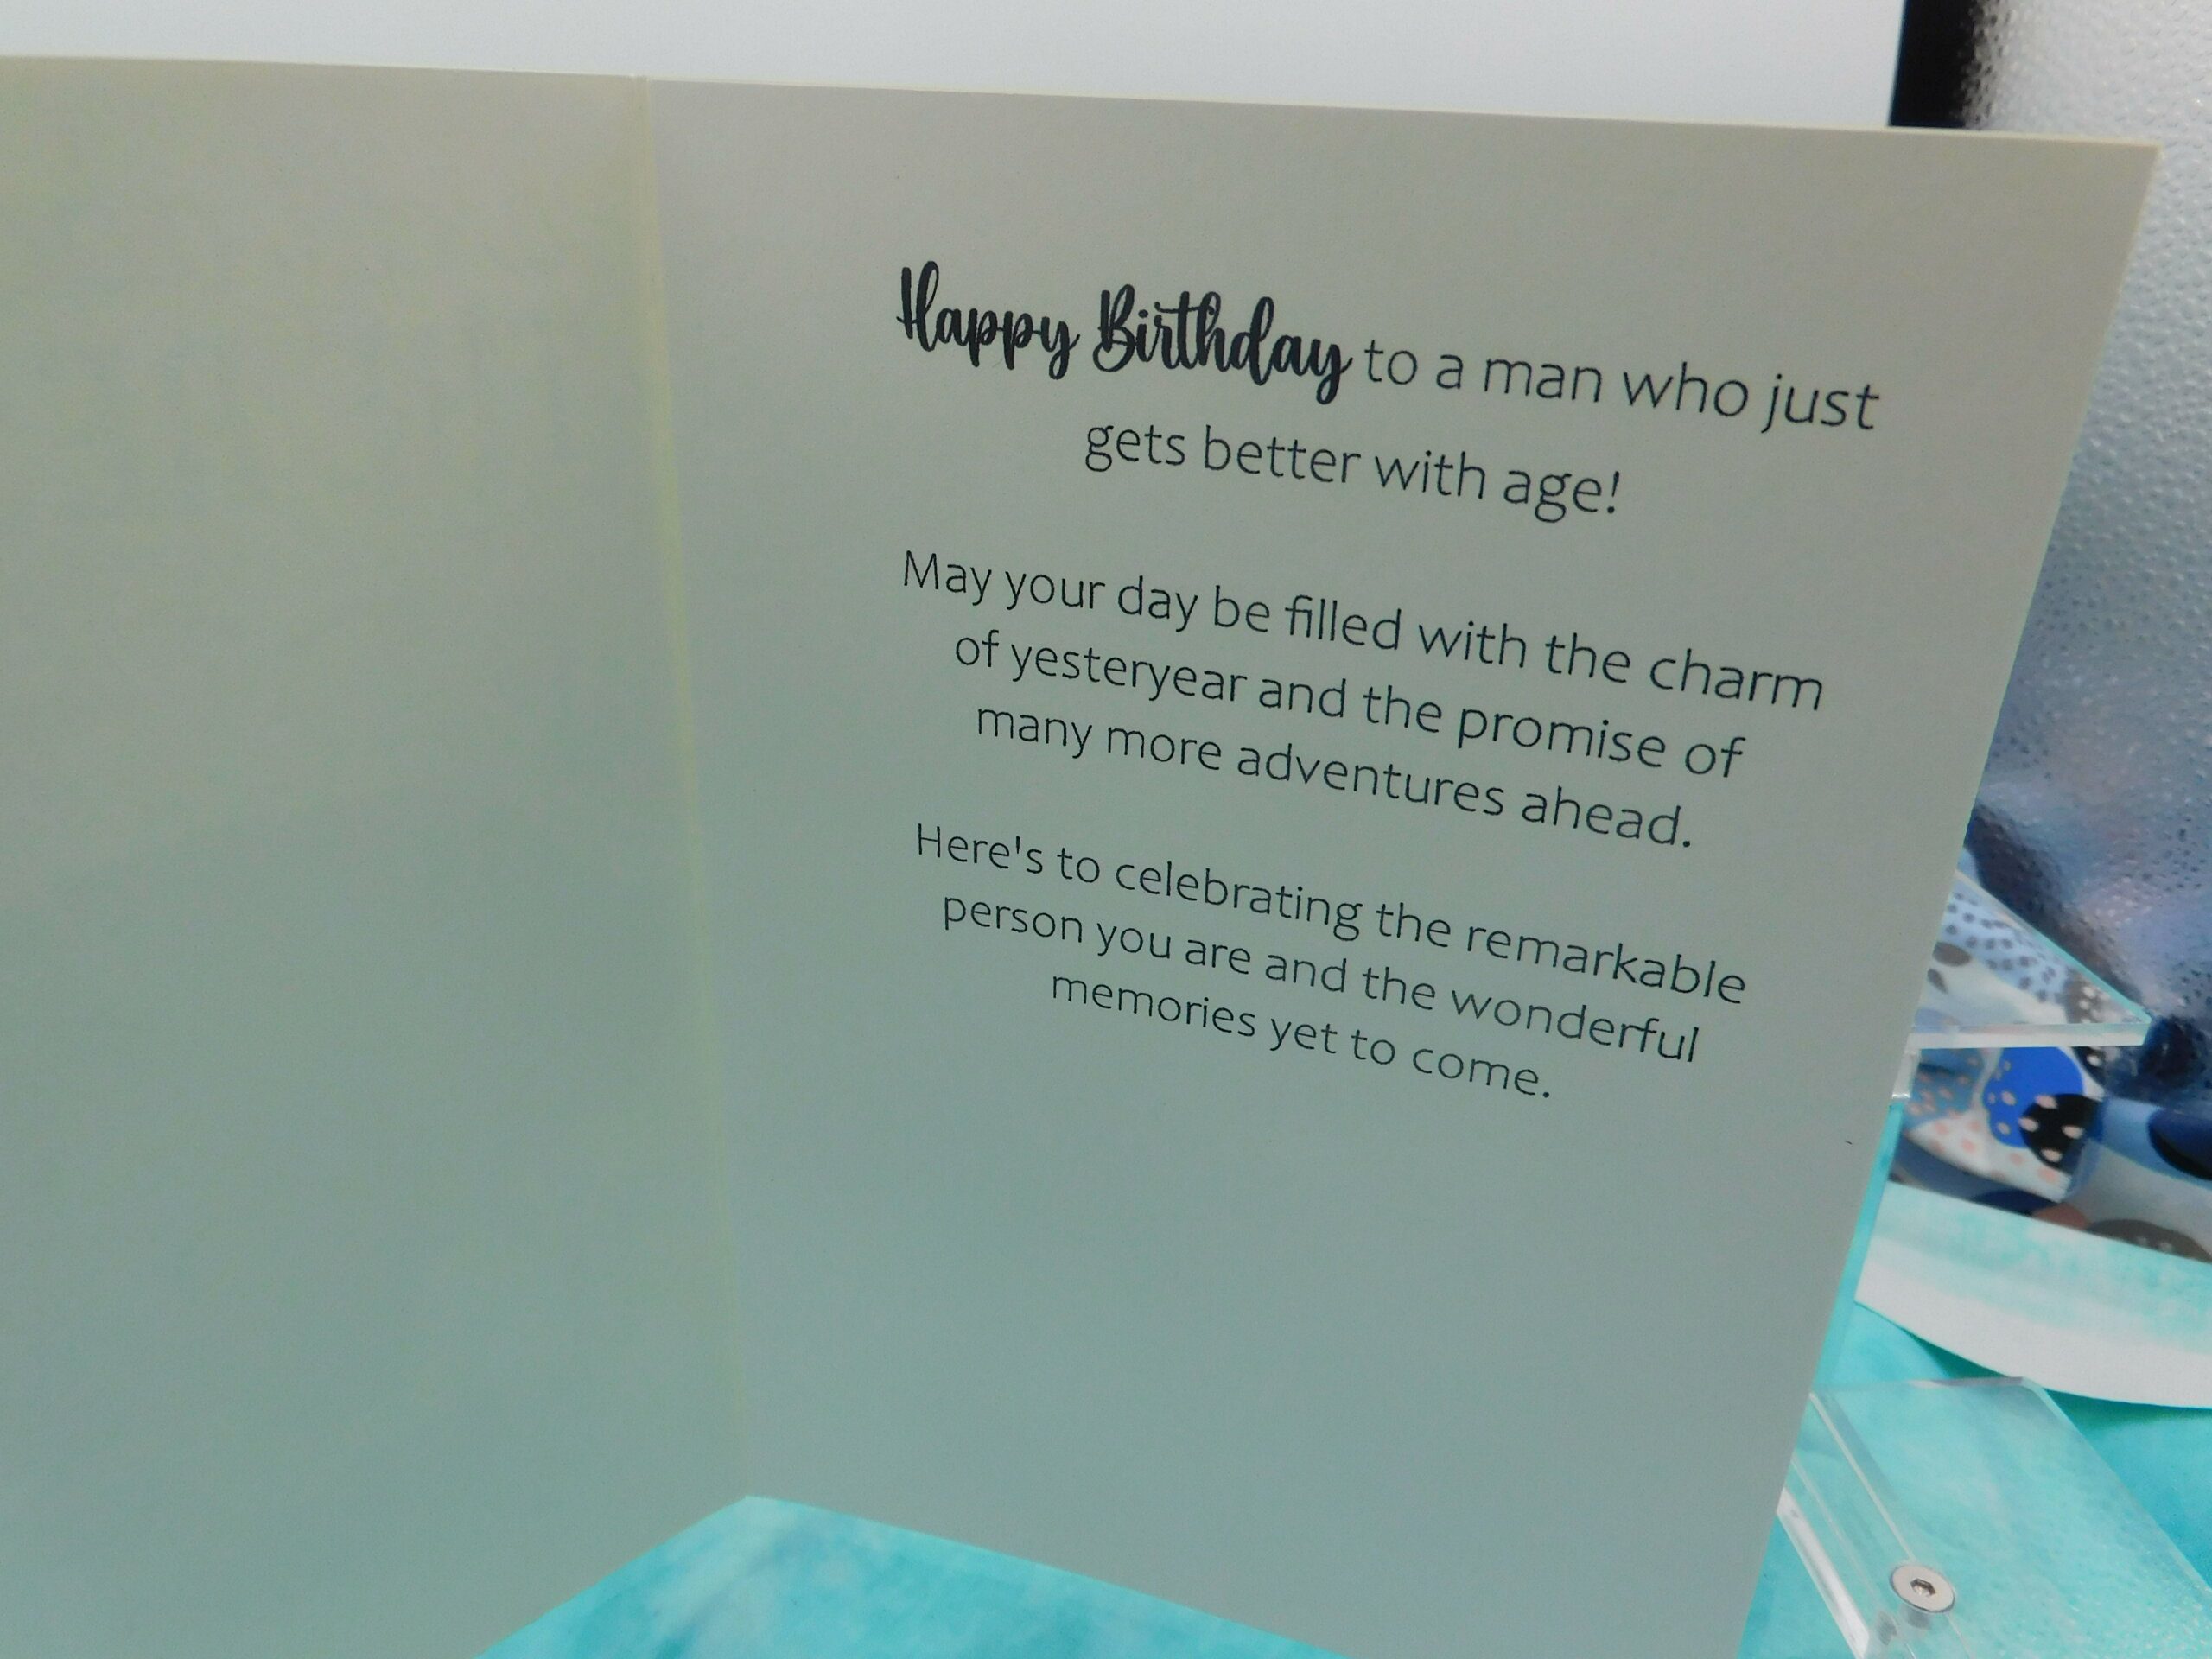 Happy Birthday to a man who just
gets better with age!
May your day be filled with the charm
of yesteryear and the promise of
many more adventures ahead.
Here's to celebrating the remarkable
person you are and the wonderful
memories yet to come.